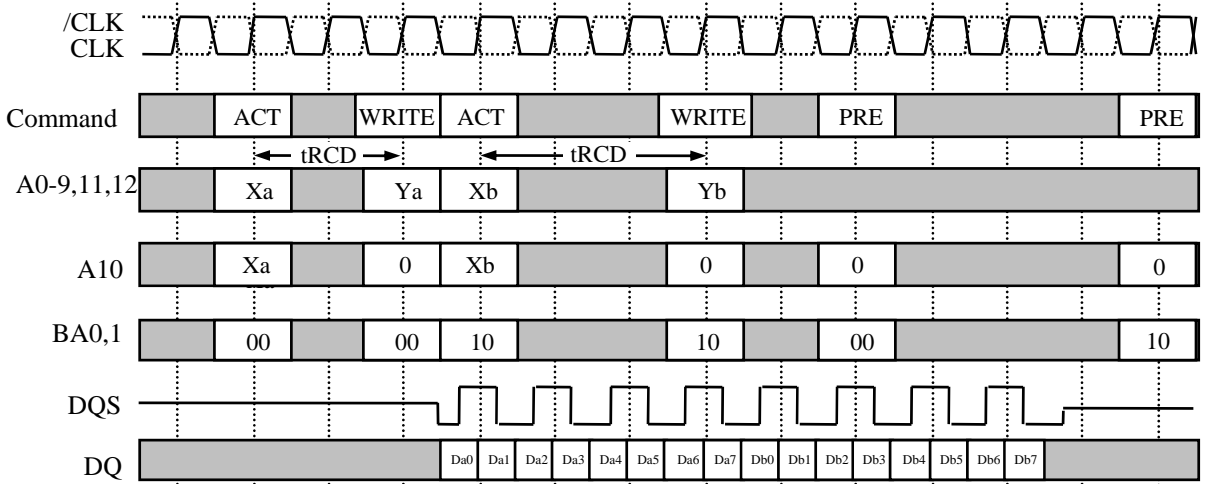 /CLK
CLK
Command ACT WRITE ACT WRITE PRE PRE
tRCD tRCD
A0-9,11,12 Xa Ya Xb Yb
A10 Xa 0 Xb 0 0 0
BA0,1 00 00 10 10 00 10
DQS
DQ Da0 Da1 Da2 Da3 Da4 Da5 Da6 Da7 Db0 Db1 Db2 Db3 Db4 Db5 Db6 Db7